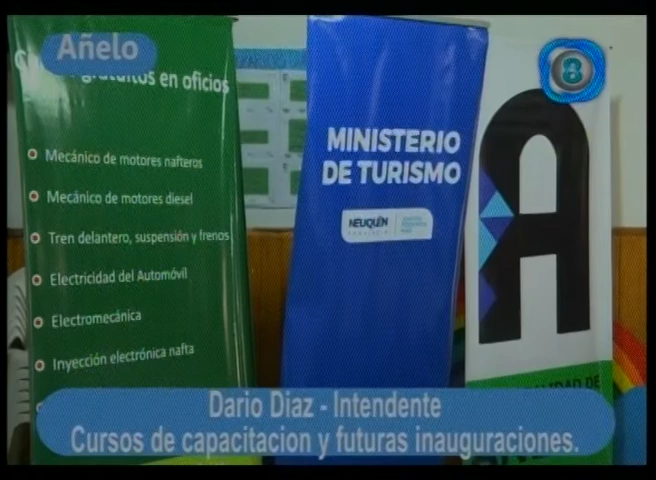 Añelo
gratuitos en oficios
Mecánico de motores nafteros
Mecánico de motores diesel
Tren delantero, suspensión y frenos
Electricidad del Automóvil
Electromecánica
Inyección electrónica nafta
MINISTERIO
DE TURISMO
NEUQUÉN
PROVINCIA
8
A
Dario Diaz - Intendente
Cursos de capacitacion y futuras inauguraciones.